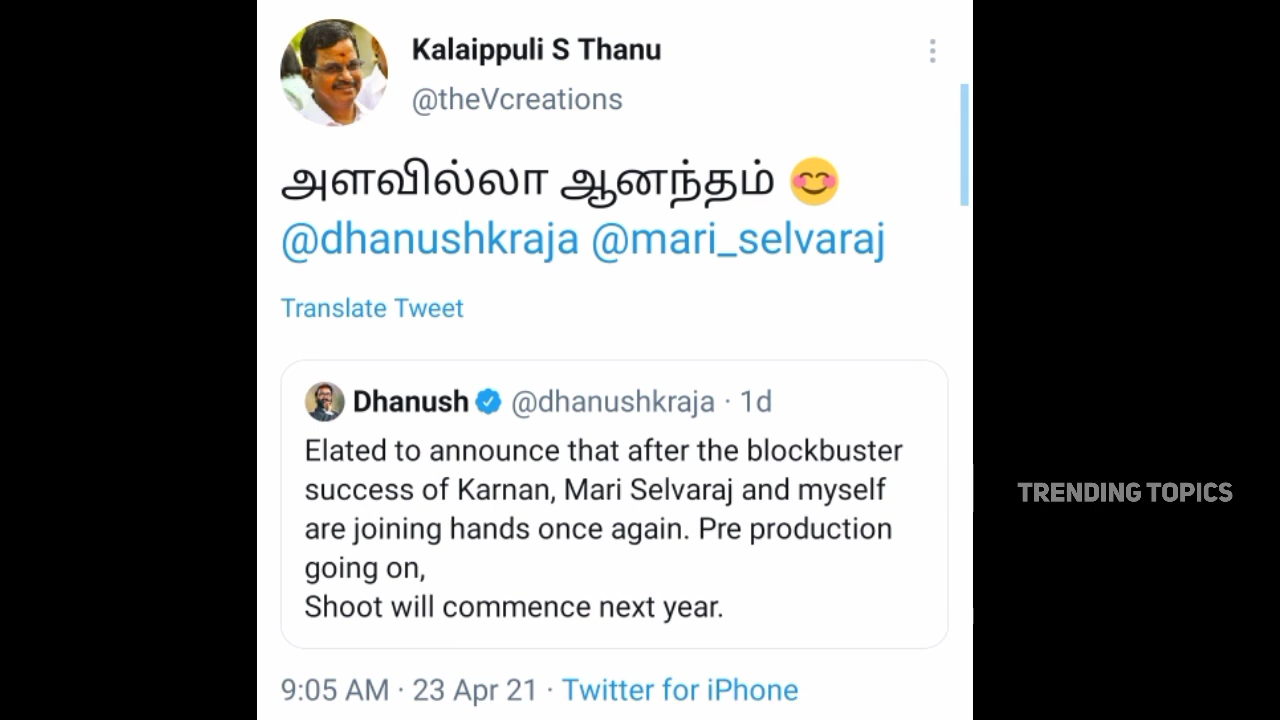 Kalaippuli S Thanu
@theVcreations
அளவில்லா ஆனந்தம் 😊
@dhanushkraja @mari_selvaraj
Translate Tweet
Dhanush @dhanushkraja · 1d
Elated to announce that after the blockbuster
success of Karnan, Mari Selvaraj and myself
are joining hands once again. Pre production
going on,
Shoot will commence next year.
9:05 AM · 23 Apr 21 · Twitter for iPhone
TRENDING TOPICS